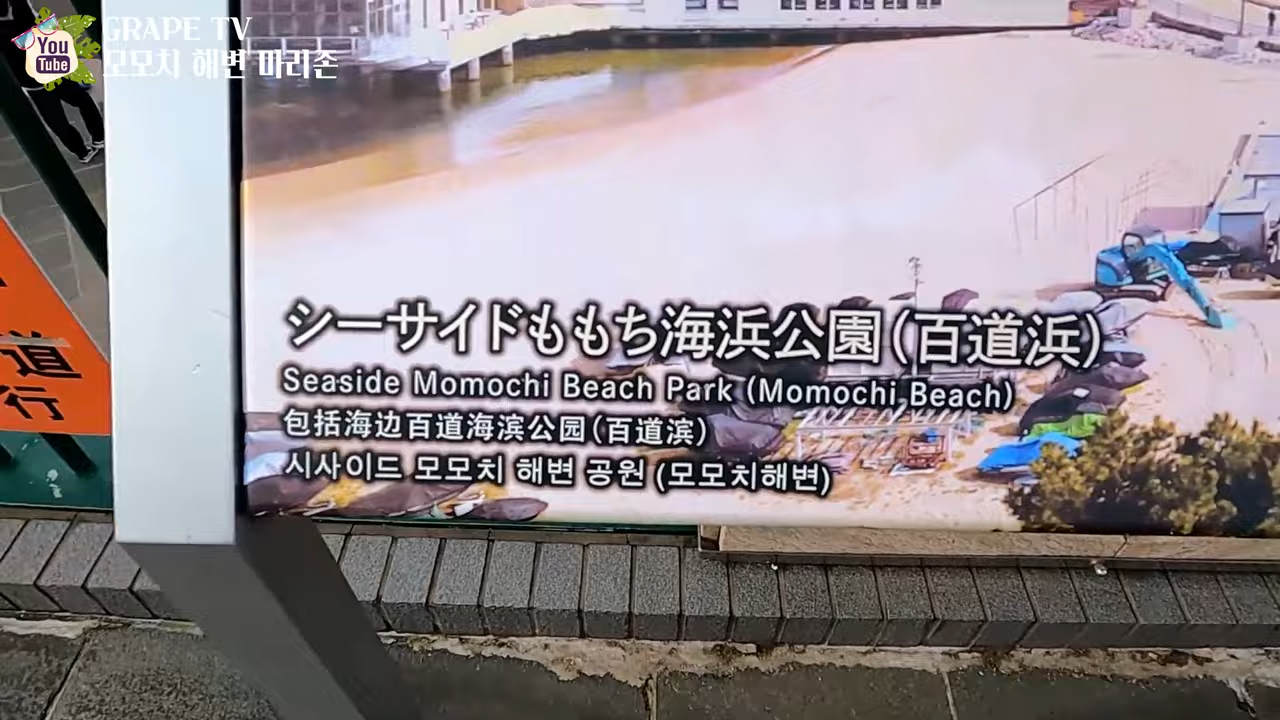 You
Tube
GRAPE TV
모모치 해변 마리존
道
行
シーサイドももち海浜公園(百道浜)
Seaside Momochi Beach Park (Momochi Beach)
包括海边百道海滨公园(百道滨)
시사이드 모모치 해변 공원 (모모치해변)